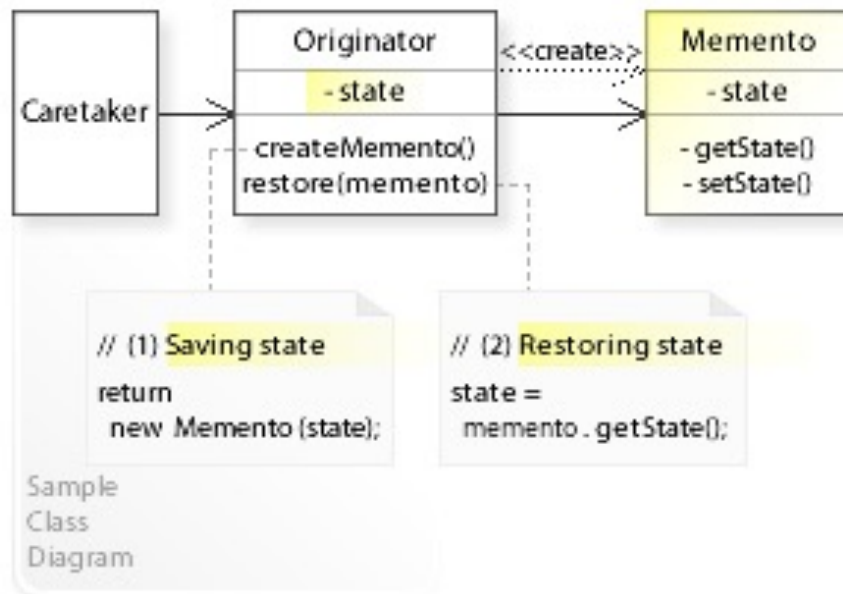 Caretaker
Originator
- state
createMemento()
restore(memento)
<<create>>
Memento
- state
- getState()
- setState()
// (1) Saving state
return
new Memento (state);
// (2) Restoring state
state =
memento . getState();
Sample
Class
Diagram